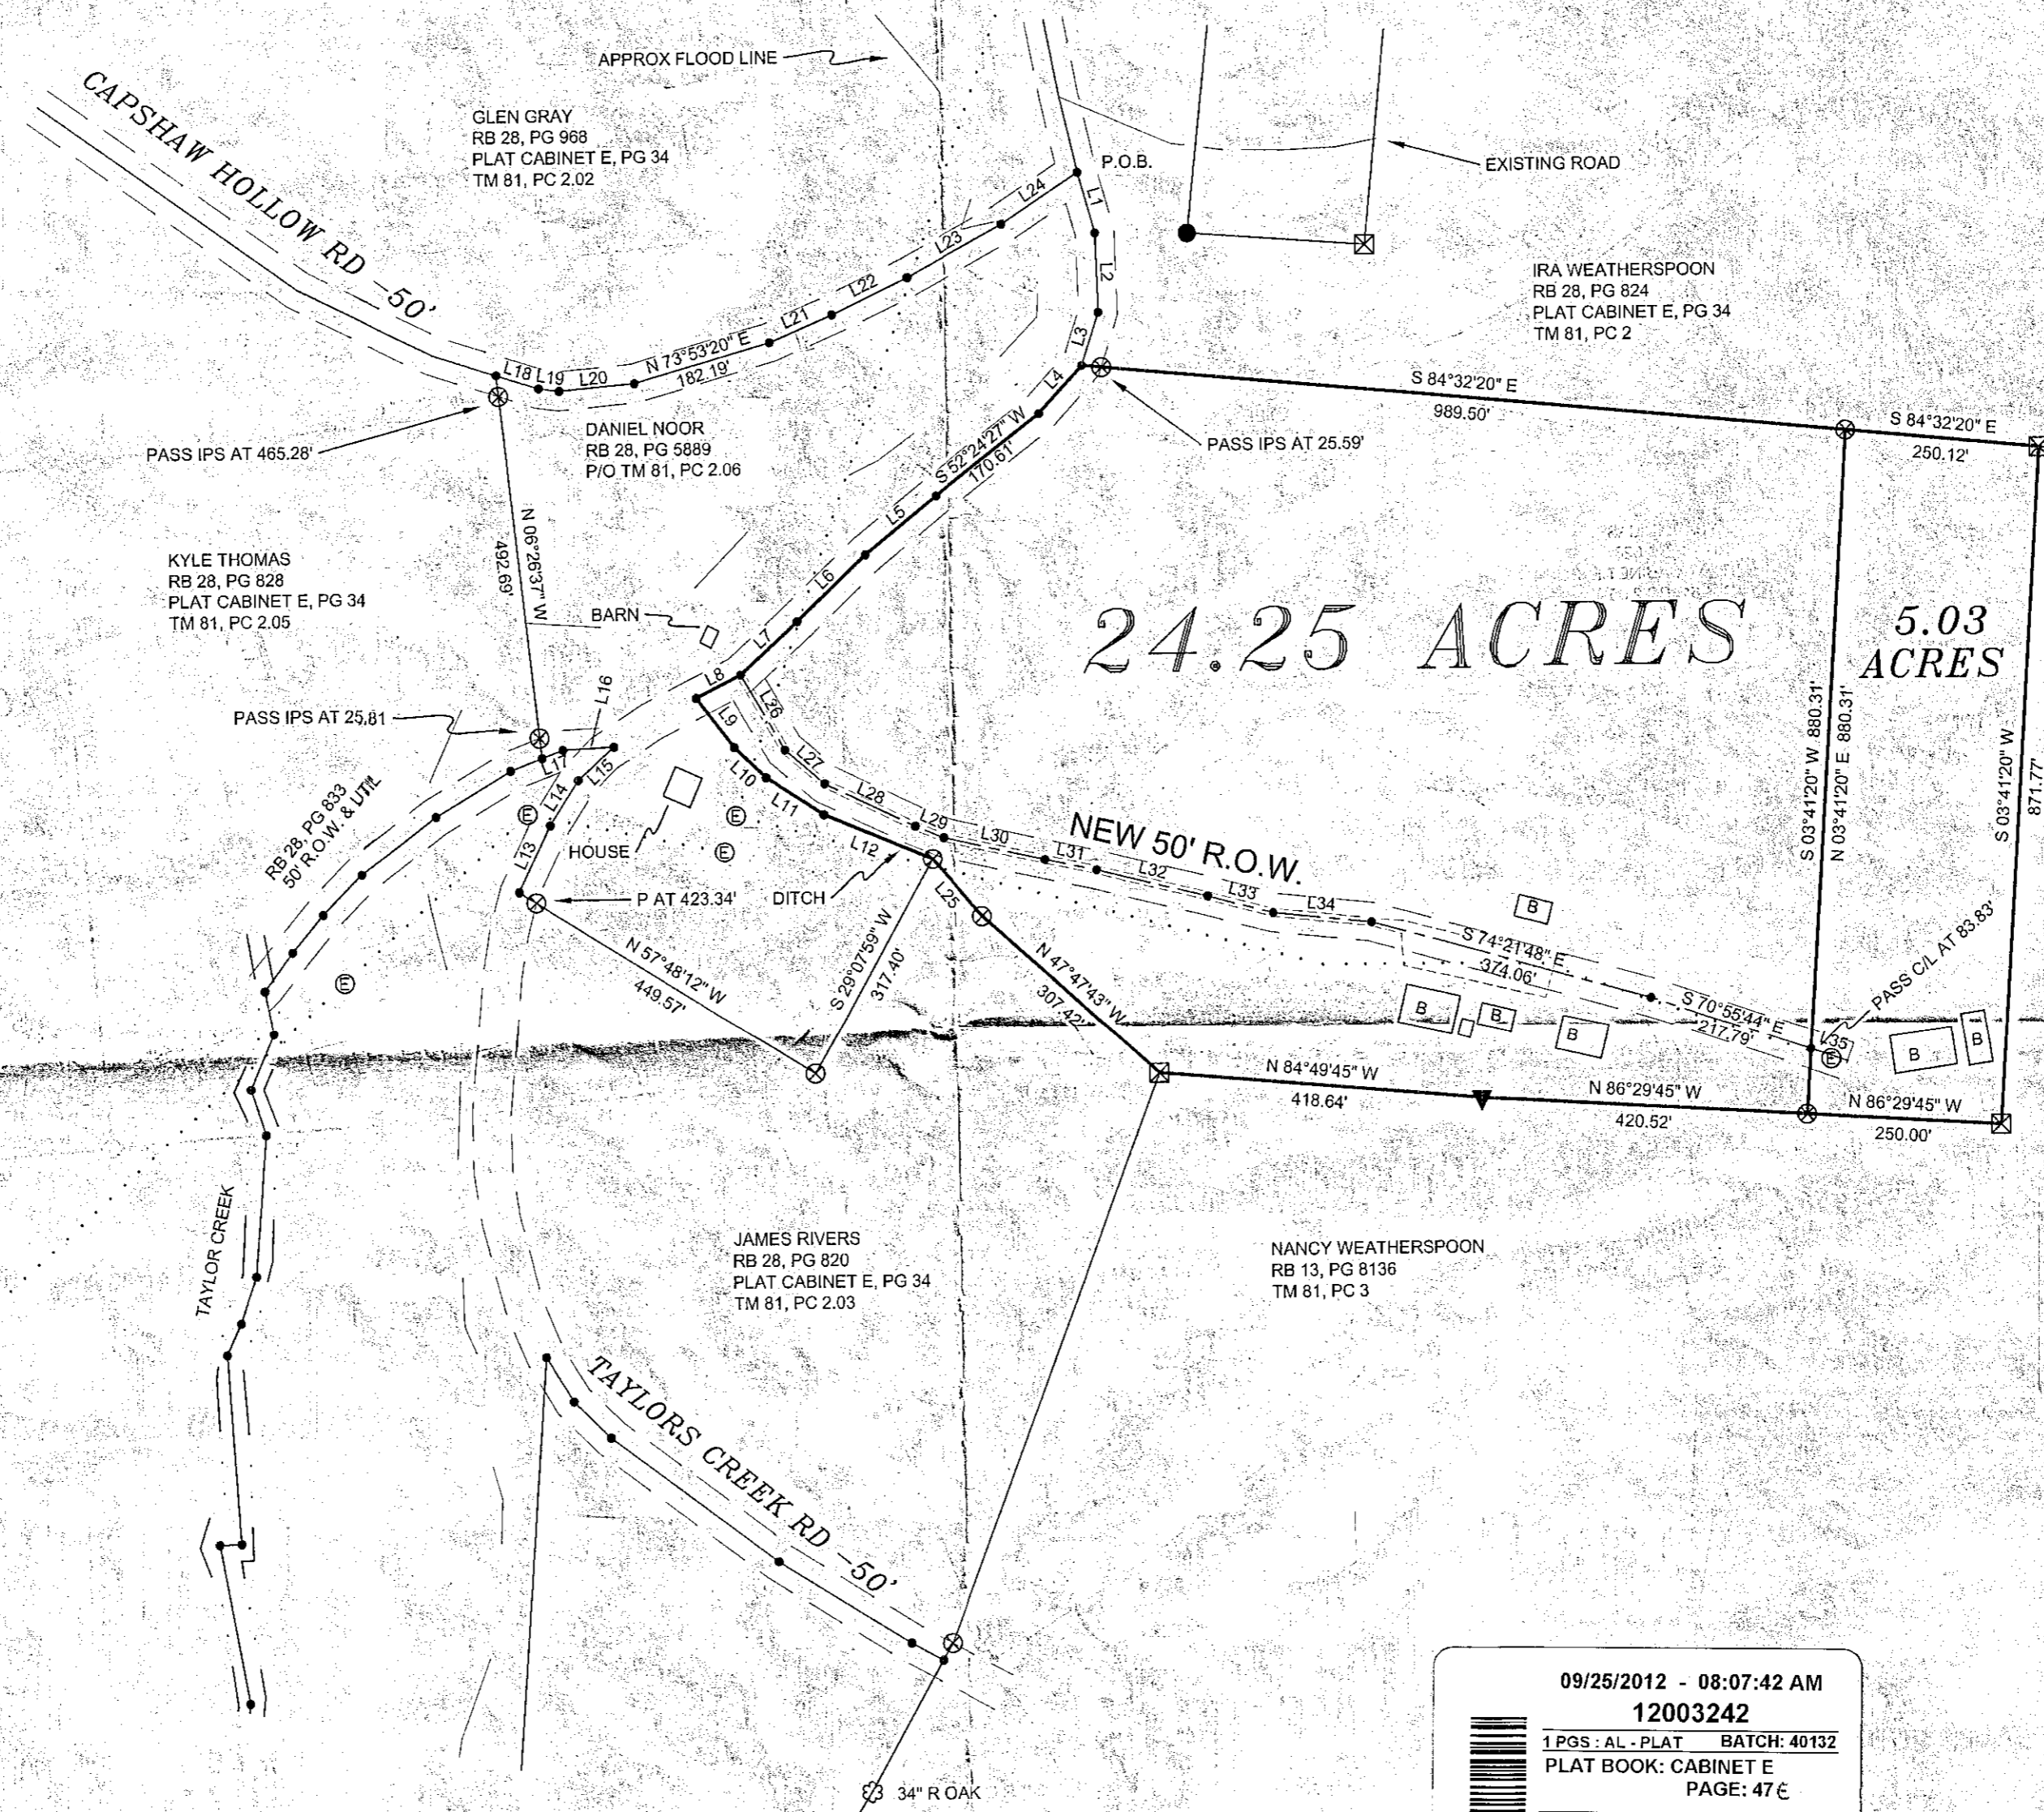 APPROX FLOOD LINE
CAPSHAW HOLLOW RD 50'
GLEN GRAY
RB 28, PG 968
PLAT CABINET E, PG 34
TM 81, PC 2.02
P.O.B.
EXISTING ROAD
L24
L1
L23
L2
L22
L21
L3
IRA WEATHERSPOON
RB 28, PG 824
PLAT CABINET E, PG 34
TM 81, PC 2
N 73°53'20" E
182.19'
L18
L19
L20
L4
S 84°32'20" E
989.50'
S 84°32'20" E
250.12'
PASS IPS AT 465.28'
DANIEL NOOR
RB 28, PG 5889
P/O TM 81, PC 2.06
PASS IPS AT 25.59'
S 52°24'27" W
170.61'
L5
N 06°26'37" W
492.69'
KYLE THOMAS
RB 28, PG 828
PLAT CABINET E, PG 34
TM 81, PC 2.05
L6
BARN
L7
24.25 ACRES
5.03
ACRES
L8
L16
PASS IPS AT 25.81
L9
L26
S 03°41'20" W 880.31'
N 03°41'20" E 880.31'
S 03°41'20" W
871.77'
L17
L15
L10
L27
RB 28, PG 833
50' R.O.W. & UTIL
L14
E
L11
E
L28
L29
L30
NEW 50' R.O.W.
L13
HOUSE
E
L12
L31
L32
L33
L34
P AT 423.34'
DITCH
L25
B
S 74°21'48" E
374.06'
PASS C/L AT 83.83'
N 57°48'12" W
449.57'
S 29°07'59" W
317.40'
N 47°47'43" W
307.42'
E
B
B
B
S 70°55'44" E
217.79'
L35
E
B
B
N 84°49'45" W
418.64'
N 86°29'45" W
420.52'
N 86°29'45" W
250.00'
TAYLOR CREEK
JAMES RIVERS
RB 28, PG 820
PLAT CABINET E, PG 34
TM 81, PC 2.03
NANCY WEATHERSPOON
RB 13, PG 8136
TM 81, PC 3
TAYLORS CREEK RD 50'
34" R OAK
09/25/2012 - 08:07:42 AM
12003242
1 PGS : AL - PLAT BATCH: 40132
PLAT BOOK: CABINET E
PAGE: 47